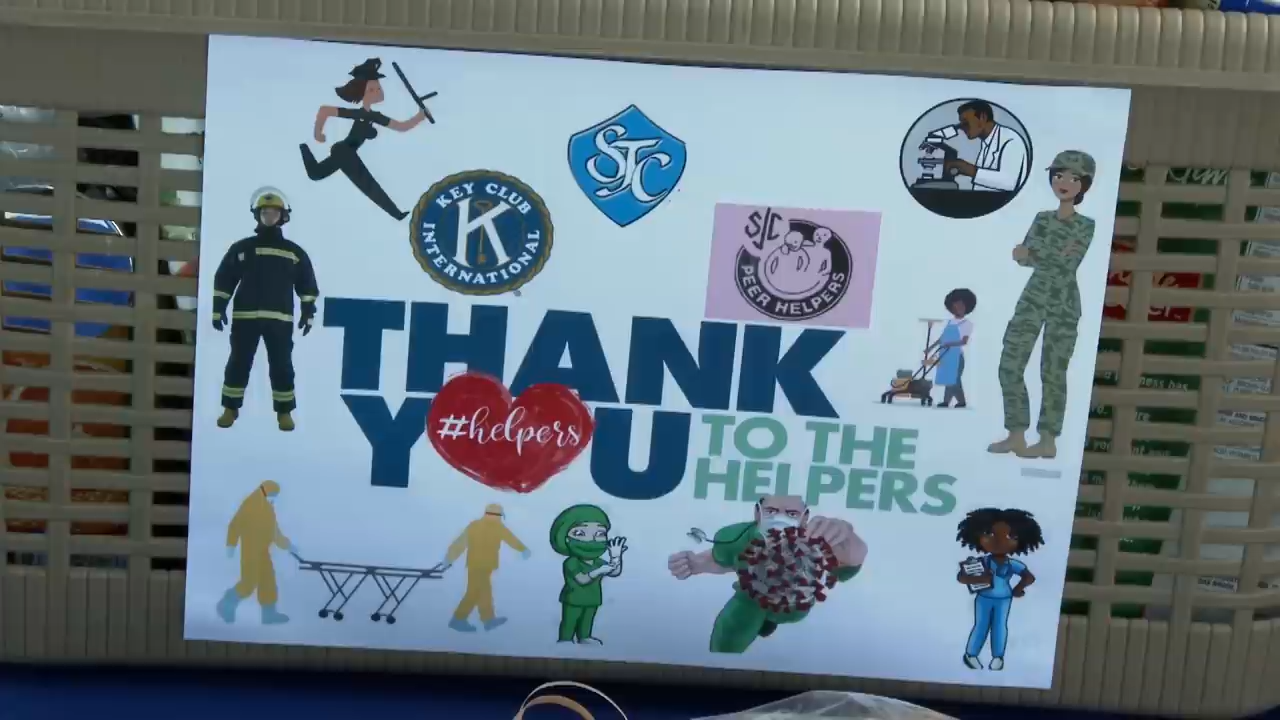 SJC
KEY CLUB
K
INTERNATIONAL
SJC
PEER HELPERS
THANK
YOU
#helpers
TO THE
HELPERS